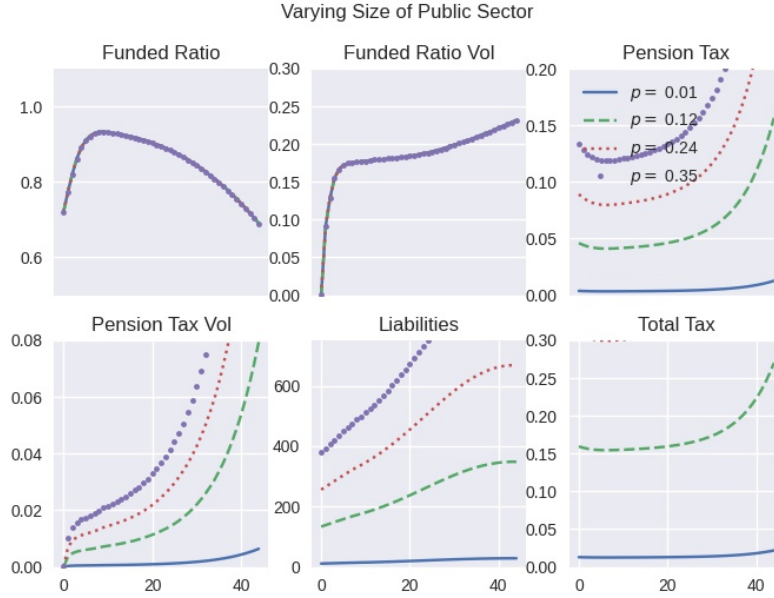 Varying Size of Public Sector
Funded Ratio
Funded Ratio Vol
Pension Tax
1.0
0.8
0.6
0.30
0.25
0.20
0.15
0.10
0.05
0.00
0.20
0.15
0.10
0.05
0.00
p = 0.01
p = 0.12
p = 0.24
p = 0.35
Pension Tax Vol
Liabilities
Total Tax
0.08
0.06
0.04
0.02
0.00
0 20 40
600
400
200
0
0 20 40
0.30
0.25
0.20
0.15
0.10
0.05
0.00
0 20 40